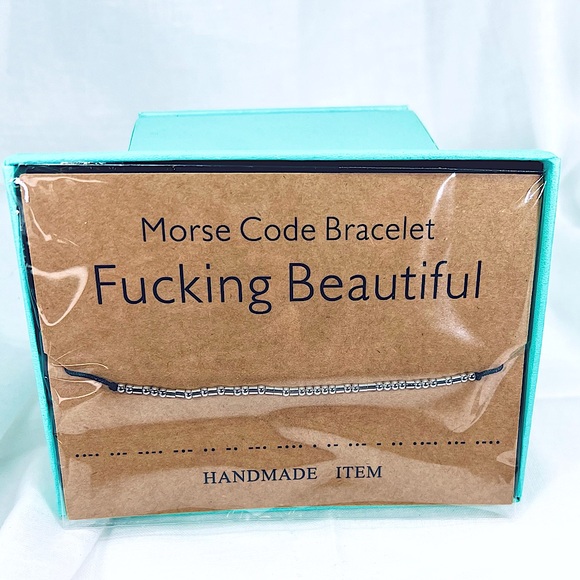 Morse Code Bracelet
Fucking Beautiful
HANDMADE ITEM